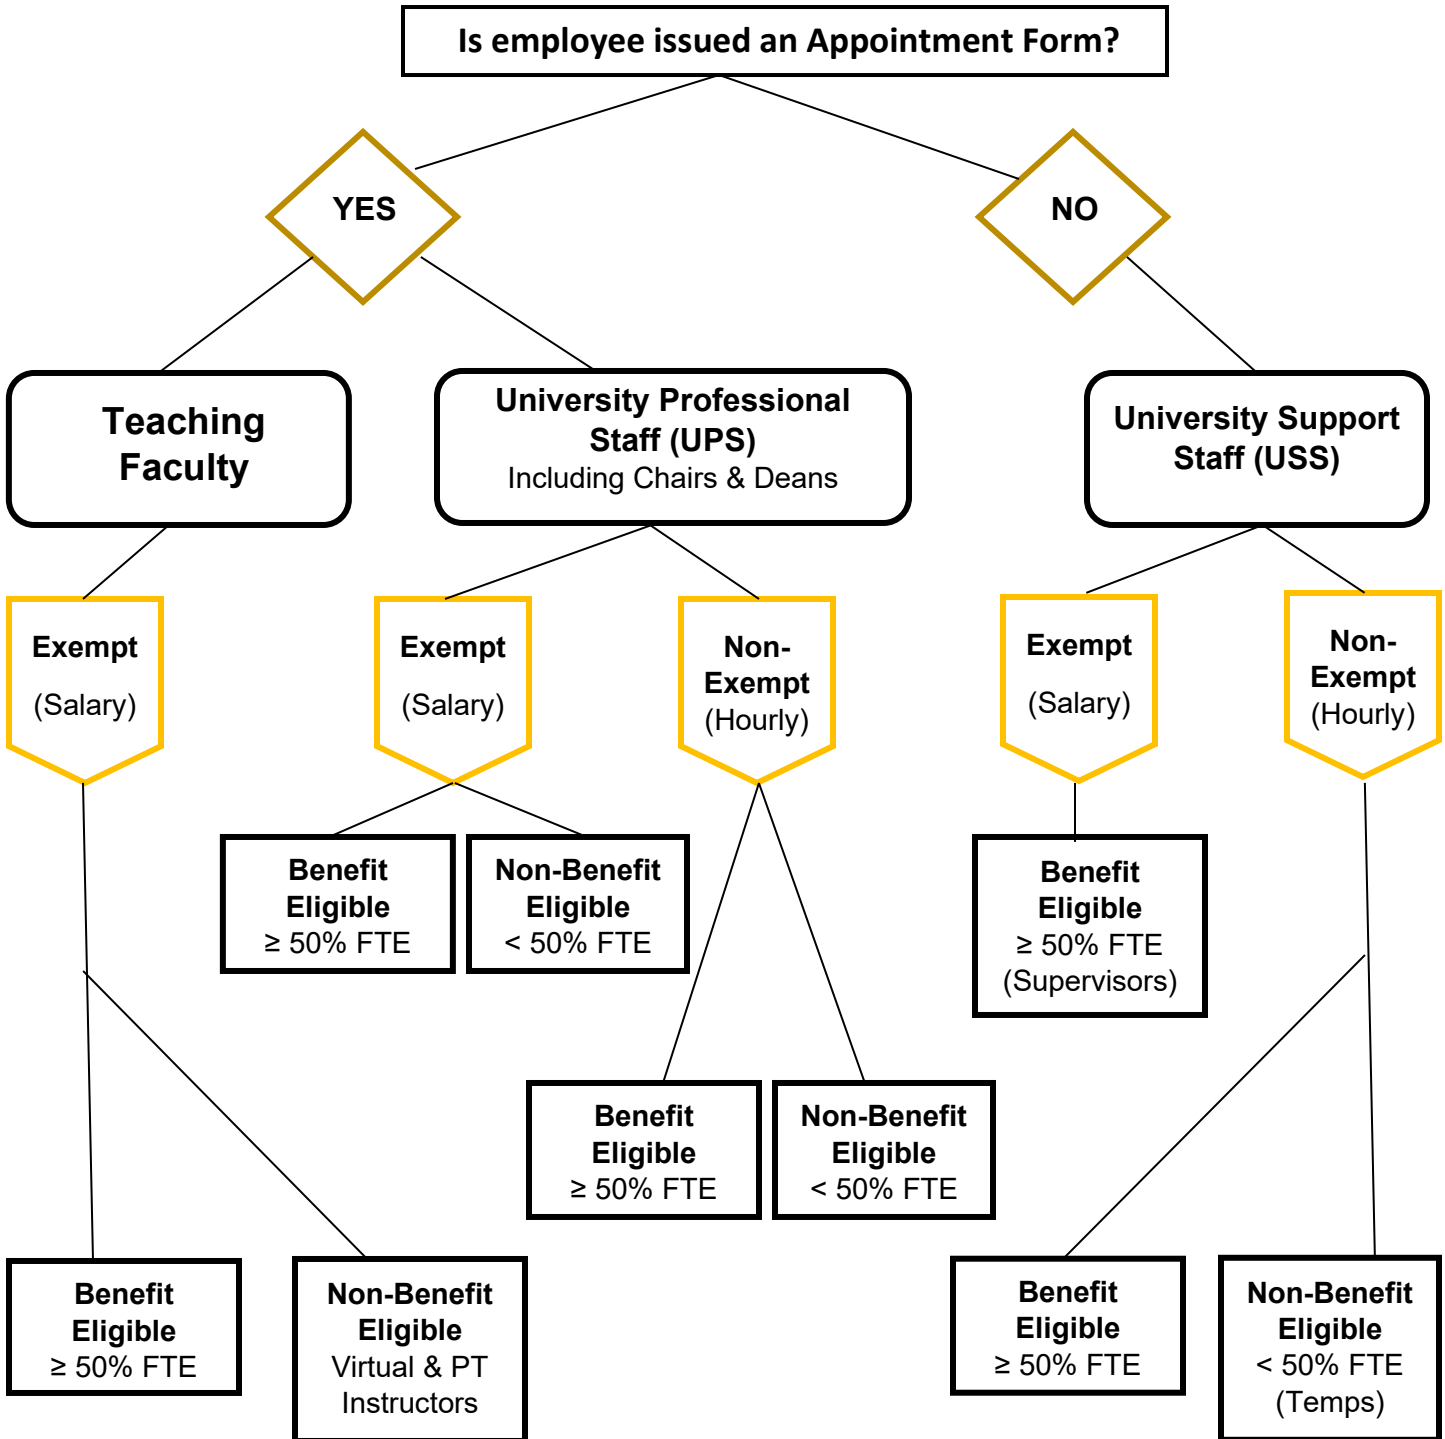 Is employee issued an Appointment Form?
YES
NO
Teaching
Faculty
University Professional
Staff (UPS)
Including Chairs & Deans
University Support
Staff (USS)
Exempt
(Salary)
Exempt
(Salary)
Non-
Exempt
(Hourly)
Exempt
(Salary)
Non-
Exempt
(Hourly)
Benefit
Eligible
≥ 50% FTE
Non-Benefit
Eligible
< 50% FTE
Benefit
Eligible
≥ 50% FTE
(Supervisors)
Benefit
Eligible
≥ 50% FTE
Non-Benefit
Eligible
< 50% FTE
Benefit
Eligible
≥ 50% FTE
Non-Benefit
Eligible
Virtual & PT
Instructors
Benefit
Eligible
≥ 50% FTE
Non-Benefit
Eligible
< 50% FTE
(Temps)